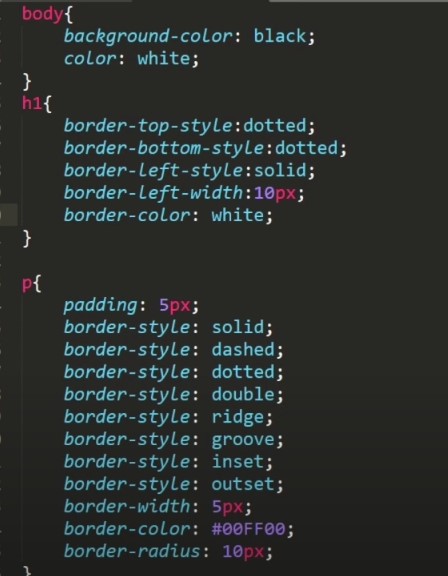 body{
    background-color: black;
    color: white;
}
h1{
    border-top-style:dotted;
    border-bottom-style:dotted;
    border-left-style:solid;
    border-left-width:10px;
    border-color: white;
}

p{
    padding: 5px;
    border-style: solid;
    border-style: dashed;
    border-style: dotted;
    border-style: double;
    border-style: ridge;
    border-style: groove;
    border-style: inset;
    border-style: outset;
    border-width: 5px;
    border-color: #00FF00;
    border-radius: 10px;
}